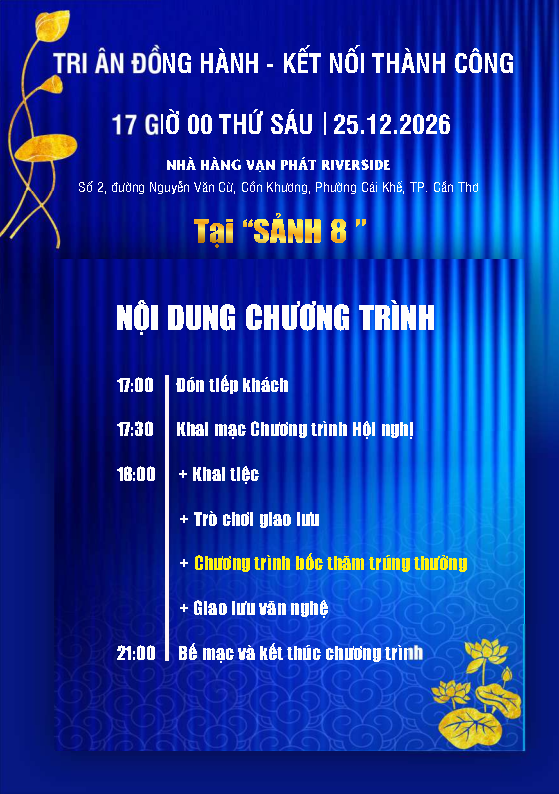 TRI ÂN ĐỒNG HÀNH - KẾT NỐI THÀNH CÔNG
17 GIỜ 00 THỨ SÁU | 25.12.2026
NHÀ HÀNG VẠN PHÁT RIVERSIDE
Số 2, đường Nguyễn Văn Cừ, Cồn Khương, Phường Cái Khế, TP. Cần Thơ
Tại “SẢNH 8 ”
NỘI DUNG CHƯƠNG TRÌNH
17:00 Đón tiếp khách
17:30 Khai mạc Chương trình Hội nghị
18:00 + Khai tiệc
+ Trò chơi giao lưu
+ Chương trình bốc thăm trúng thưởng
+ Giao lưu văn nghệ
21:00 Bế mạc và kết thúc chương trình